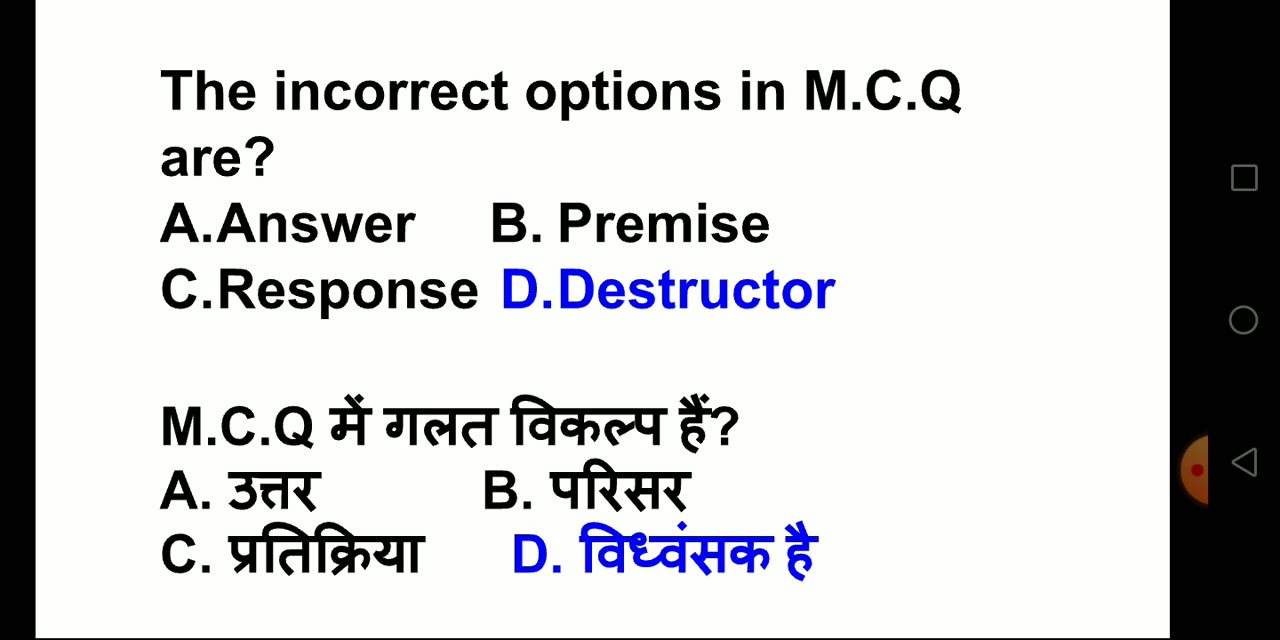 The incorrect options in M.C.Q
are?
A.Answer B. Premise
C.Response D.Destructor
M.C.Q में गलत विकल्प हैं?
A. उत्तर B. परिसर
C. प्रतिक्रिया D. विध्वंसक है